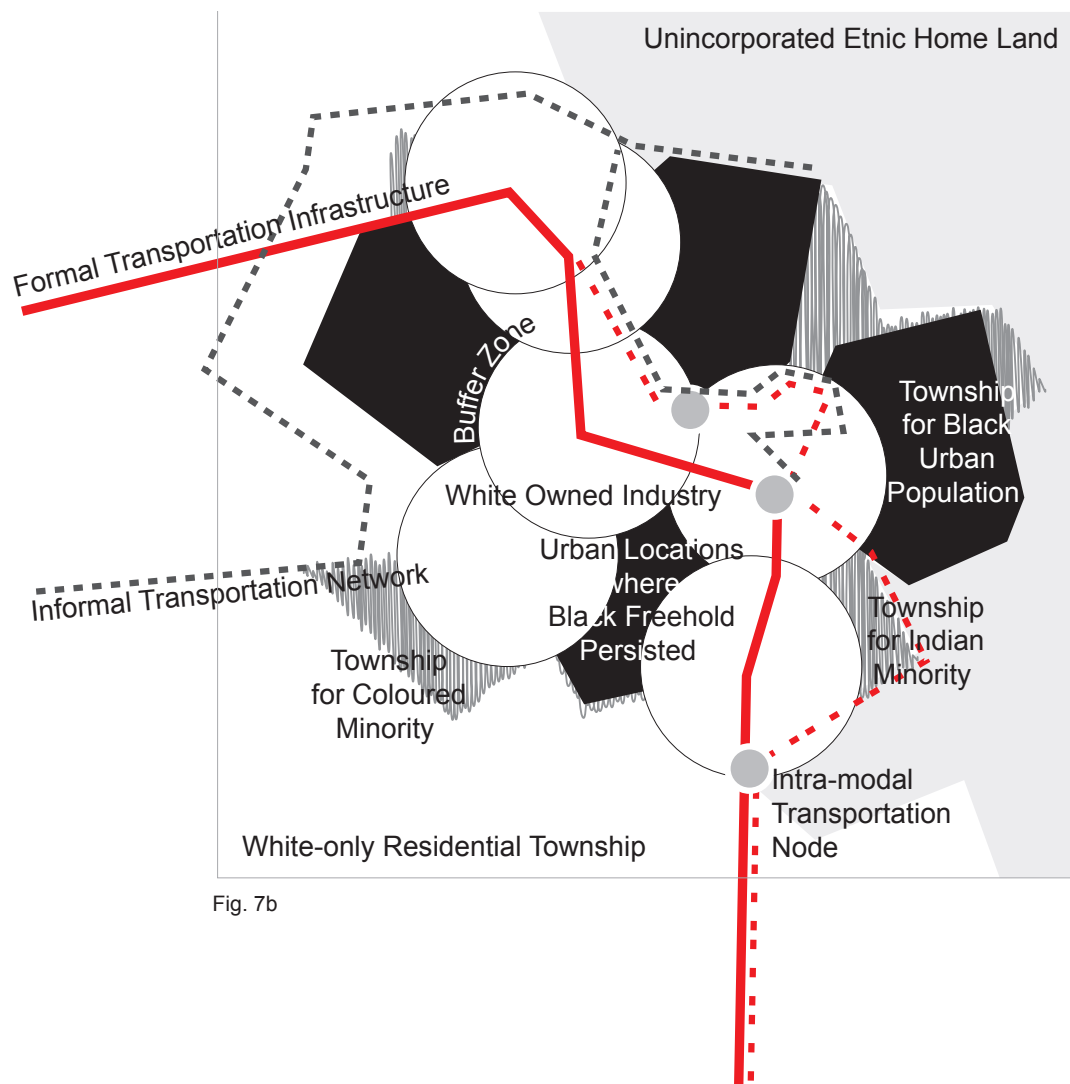 Unincorporated Etnic Home Land
Formal Transportation Infrastructure
Buffer Zone
Township
for Black
Urban
Population
White Owned Industry
Urban Locations
where
Black Freehold
Persisted
Informal Transportation Network
Township
for Coloured
Minority
Township
for Indian
Minority
Intra-modal
Transportation
Node
White-only Residential Township
Fig. 7b